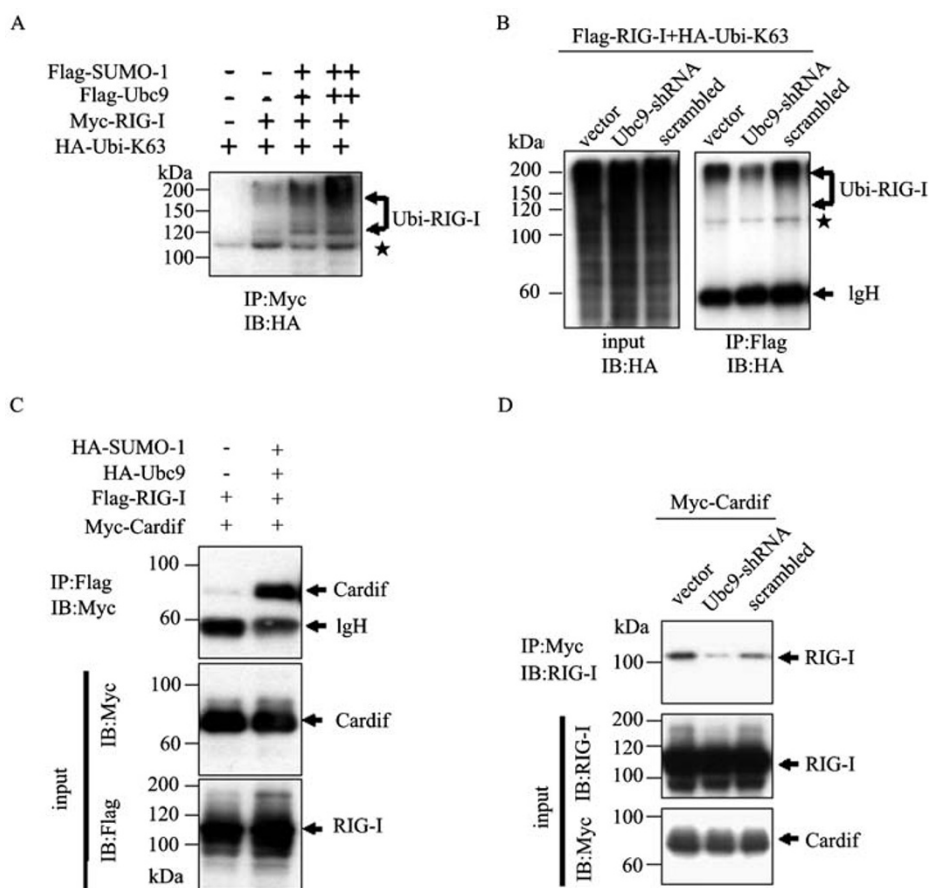 A
Flag-SUMO-1 - - + ++
Flag-Ubc9 - - + ++
Myc-RIG-I - + + +
HA-Ubi-K63 + + + +
kDa
200
150
120
100
Ubi-RIG-I
★
IP:Myc
IB:HA
B
Flag-RIG-I+HA-Ubi-K63
vector Ubc9-shRNA scrambled vector Ubc9-shRNA scrambled
kDa
200
150
120
100
60
Ubi-RIG-I
★
IgH
input IP:Flag
IB:HA IB:HA
C
HA-SUMO-1 - +
HA-Ubc9 - +
Flag-RIG-I + +
Myc-Cardif + +
IP:Flag
IB:Myc
100
60
Cardif
IgH
input
IB:Myc
100
60
Cardif
IB:Flag
200
120
100
kDa
RIG-I
D
Myc-Cardif
vector Ubc9-shRNA scrambled
kDa
IP:Myc
IB:RIG-I
100
RIG-I
input
IB:RIG-I
200
120
100
RIG-I
IB:Myc
100
60
Cardif